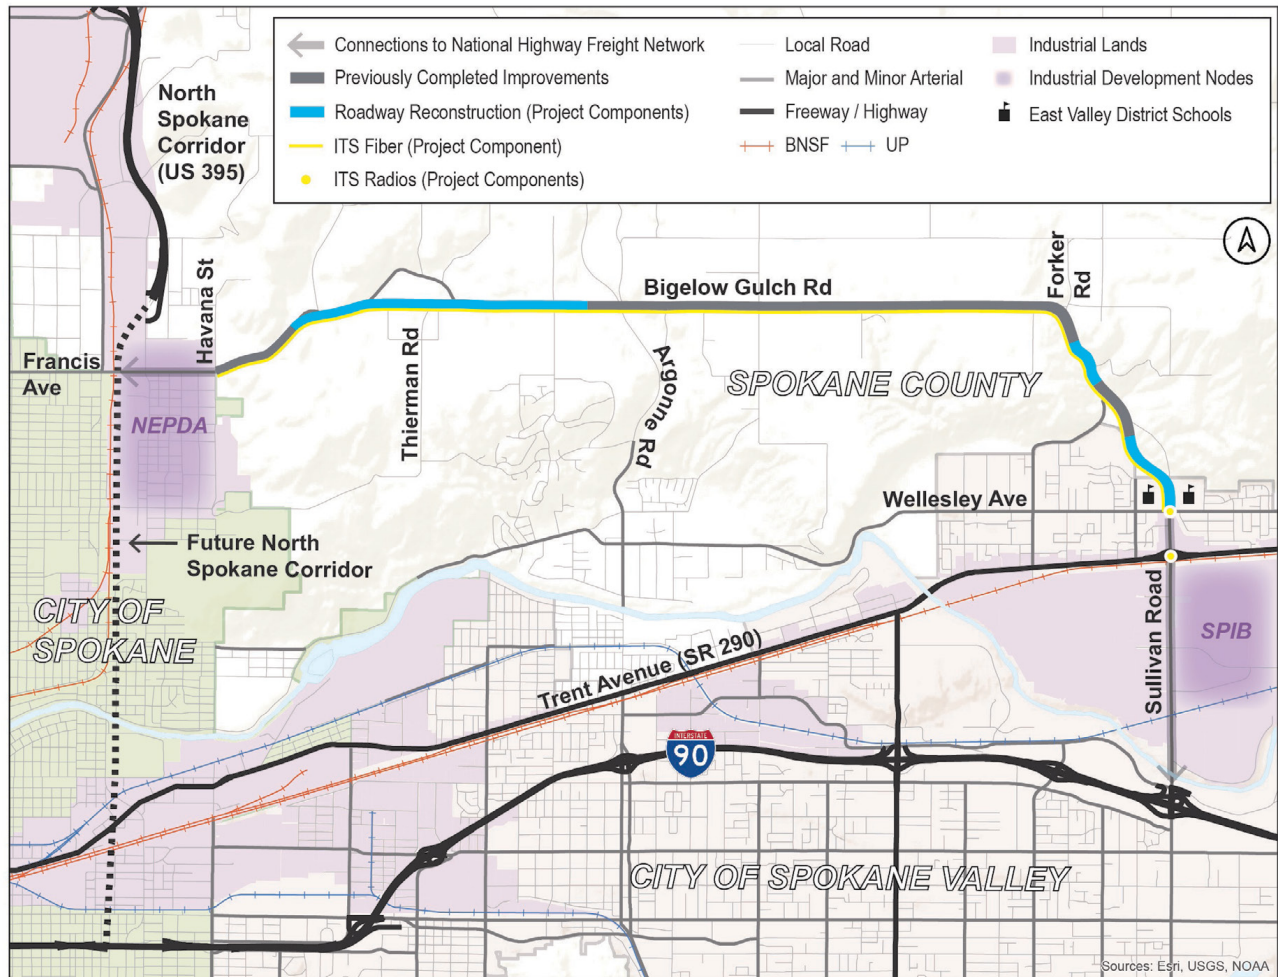 Connections to National Highway Freight Network
Previously Completed Improvements
Roadway Reconstruction (Project Components)
ITS Fiber (Project Component)
ITS Radios (Project Components)
Local Road
Major and Minor Arterial
Freeway / Highway
BNSF
UP
Industrial Lands
Industrial Development Nodes
East Valley District Schools
North
Spokane
Corridor
(US 395)
Havana St
Francis
Ave
NEPDA
Thierman Rd
Bigelow Gulch Rd
Argonne Rd
Forker
Rd
SPOKANE COUNTY
Wellesley Ave
Future North
Spokane Corridor
CITY OF
SPOKANE
Trent Avenue (SR 290)
Sullivan Road
SPIB
INTERSTATE
90
CITY OF SPOKANE VALLEY
Sources: Esri, USGS, NOAA